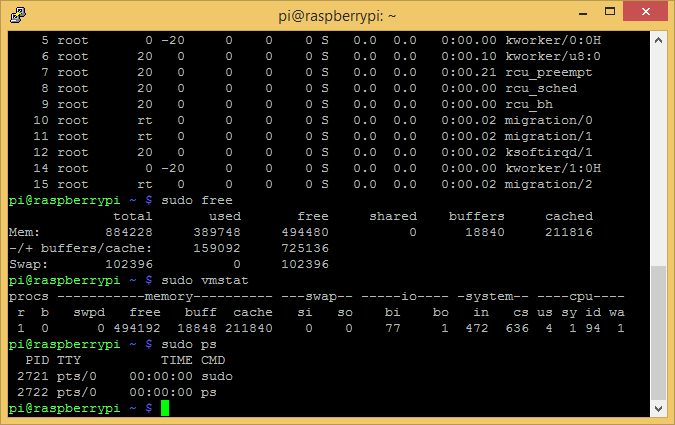 pi@raspberrypi: ~
    5 root       0 -20      0     0     0 S   0.0  0.0   0:00.00 kworker/0:0H
    6 root      20   0      0     0     0 S   0.0  0.0   0:00.10 kworker/u8:0
    7 root      20   0      0     0     0 S   0.0  0.0   0:00.21 rcu_preempt
    8 root      20   0      0     0     0 S   0.0  0.0   0:00.00 rcu_sched
    9 root      20   0      0     0     0 S   0.0  0.0   0:00.00 rcu_bh
   10 root      rt   0      0     0     0 S   0.0  0.0   0:00.02 migration/0
   11 root      rt   0      0     0     0 S   0.0  0.0   0:00.02 migration/1
   12 root      20   0      0     0     0 S   0.0  0.0   0:00.02 ksoftirqd/1
   14 root       0 -20      0     0     0 S   0.0  0.0   0:00.00 kworker/1:0H
   15 root      rt   0      0     0     0 S   0.0  0.0   0:00.02 migration/2
pi@raspberrypi ~ $ sudo free
             total       used       free     shared    buffers     cached
Mem:        884228     389748     494480          0      18840     211816
-/+ buffers/cache:     159092     725136
Swap:       102396          0     102396
pi@raspberrypi ~ $ sudo vmstat
procs -----------memory---------- ---swap-- -----io---- -system-- ----cpu----
 r  b   swpd   free   buff  cache   si   so    bi    bo   in   cs us sy id wa
 1  0      0 494192  18848 211840    0    0    77     1  472  636  4  1 94  1
pi@raspberrypi ~ $ sudo ps
  PID TTY          TIME CMD
 2721 pts/0    00:00:00 sudo
 2722 pts/0    00:00:00 ps
pi@raspberrypi ~ $